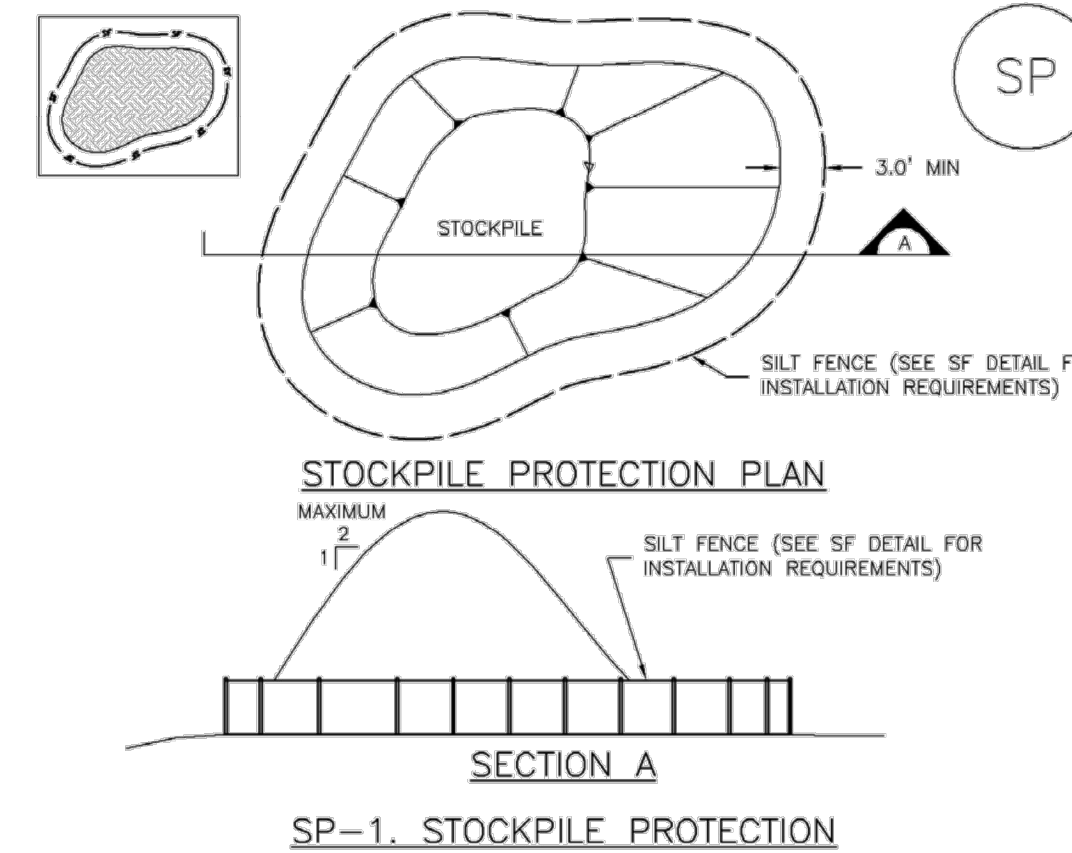 SP
3.0' MIN
STOCKPILE
A
SILT FENCE (SEE SF DETAIL F
INSTALLATION REQUIREMENTS)
STOCKPILE PROTECTION PLAN
MAXIMUM
2
1
SILT FENCE (SEE SF DETAIL FOR
INSTALLATION REQUIREMENTS)
SECTION A
SP-1. STOCKPILE PROTECTION